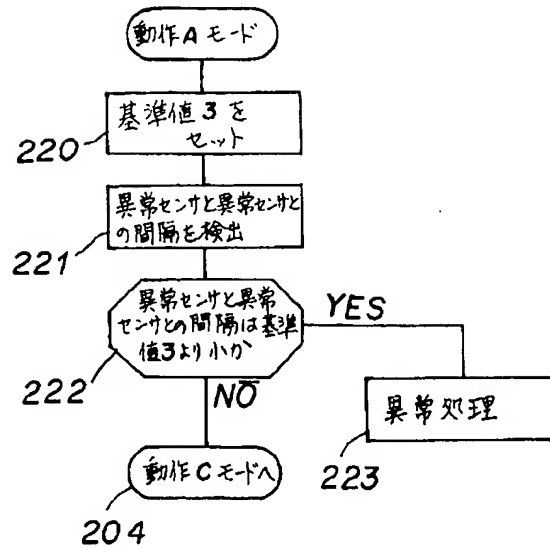 動作Aモード
基準値3を
セット
220
異常センサと異常センサと
の間隔を検出
221
異常センサと異常
センサとの間隔は基準
値3より小か
YES
222
NO
異常処理
223
動作Cモードへ
204